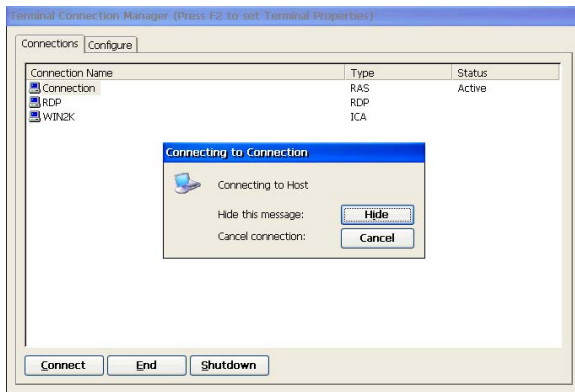 Terminal Connection Manager (Press F2 to set Terminal Properties)
Connections Configure
Connection Name Type Status
Connection RAS Active
RDP RDP
WIN2K ICA
Connecting to Connection
Connecting to Host
Hide this message: Hide
Cancel connection: Cancel
Connect End Shutdown